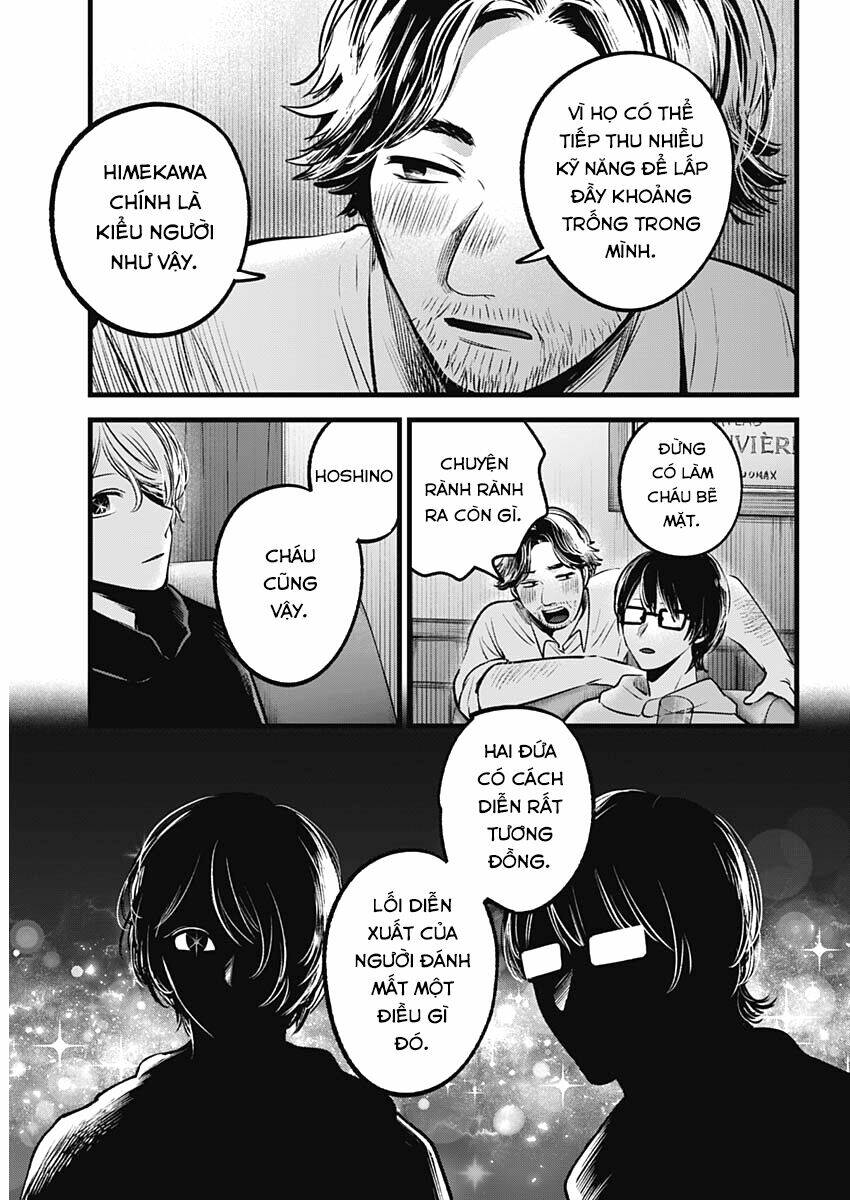 VÌ HỌ CÓ THỂ
TIẾP THU NHIỀU
KỸ NĂNG ĐỂ LẤP
ĐẦY KHOẢNG
TRỐNG TRONG
MÌNH.
HIMEKAWA
CHÍNH LÀ
KIỂU NGƯỜI
NHƯ VẬY.
ĐỪNG
CÓ LÀM
CHÁU BẼ
MẶT.
CHUYỆN
RÀNH RÀNH
RA CÒN GÌ.
HOSHINO
CHÁU
CŨNG
VẬY.
HAI ĐỨA
CÓ CÁCH
DIỄN RẤT
TƯƠNG
ĐỒNG.
LỐI DIỄN
XUẤT CỦA
NGƯỜI ĐÁNH
MẤT MỘT
ĐIỀU GÌ
ĐÓ.